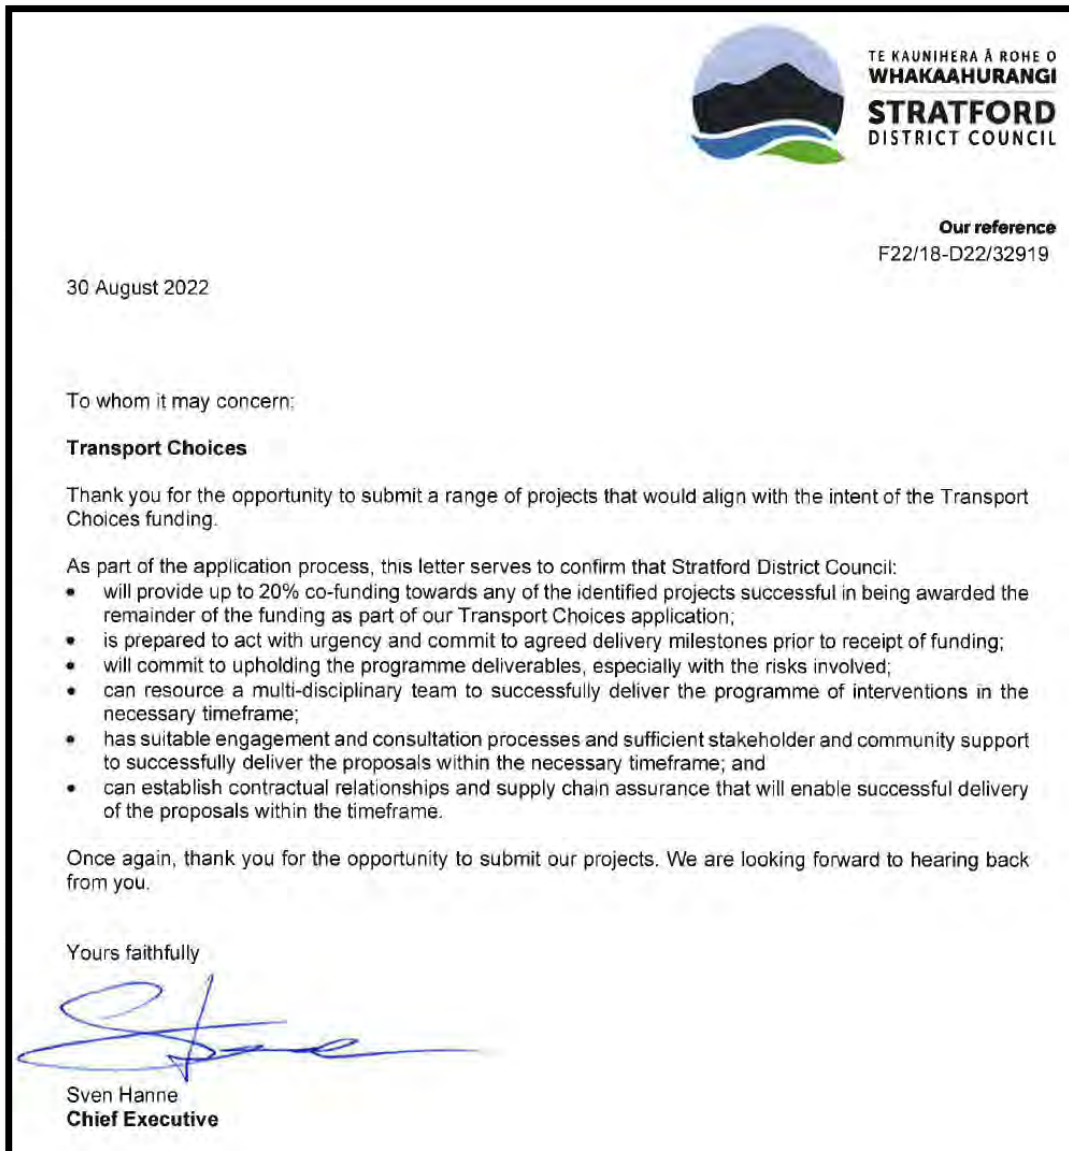 TE KAUNIHERA Ā ROHE O
WHAKAAHURANGI
STRATFORD
DISTRICT COUNCIL
Our reference
F22/18-D22/32919
30 August 2022
To whom it may concern:
Transport Choices
Thank you for the opportunity to submit a range of projects that would align with the intent of the Transport
Choices funding.
As part of the application process, this letter serves to confirm that Stratford District Council:
• will provide up to 20% co-funding towards any of the identified projects successful in being awarded the
remainder of the funding as part of our Transport Choices application;
• is prepared to act with urgency and commit to agreed delivery milestones prior to receipt of funding;
• will commit to upholding the programme deliverables, especially with the risks involved;
• can resource a multi-disciplinary team to successfully deliver the programme of interventions in the
necessary timeframe;
• has suitable engagement and consultation processes and sufficient stakeholder and community support
to successfully deliver the proposals within the necessary timeframe; and
• can establish contractual relationships and supply chain assurance that will enable successful delivery
of the proposals within the timeframe.
Once again, thank you for the opportunity to submit our projects. We are looking forward to hearing back
from you.
Yours faithfully
Sven Hanne
Chief Executive